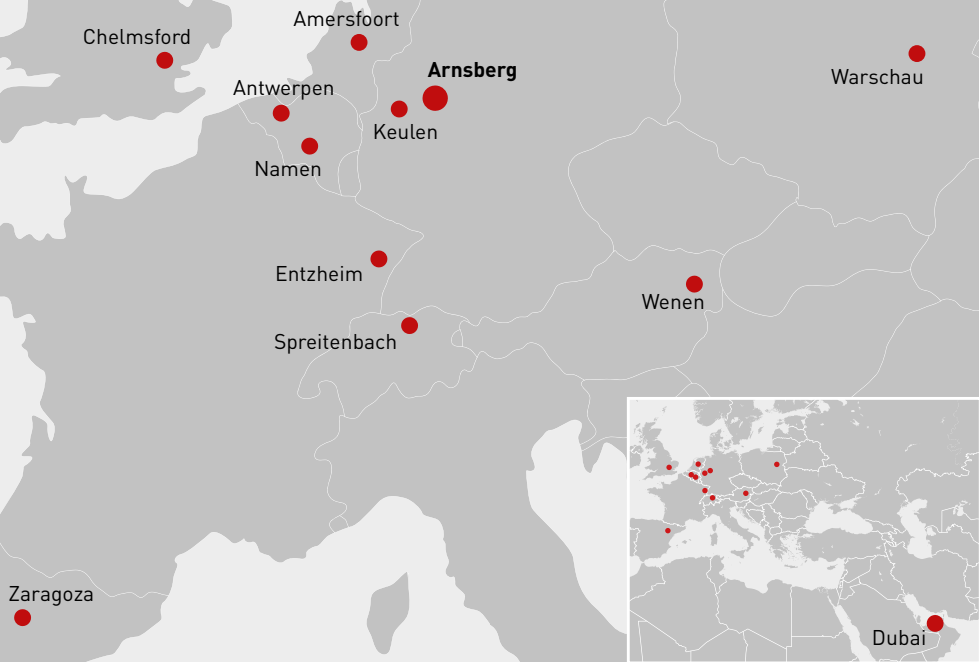 Amersfoort
Chelmsford
Arnsberg
Warschau
Antwerpen
Keulen
Namen
Entzheim
Wenen
Spreitenbach
Zaragoza
Dubai